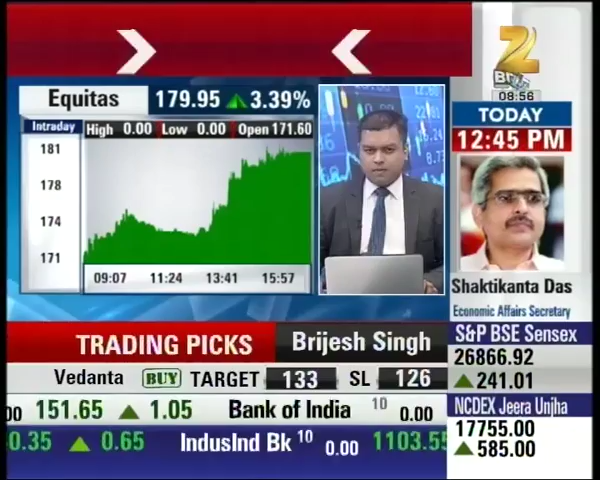 Z
08:56
Equitas 179.95 3.39%
Intraday High 0.00 Low 0.00 Open 171.60
181
178
174
171
09:07 11:24 13:41 15:57
TODAY
12:45 PM
Shaktikanta Das
Economic Affairs Secretary
TRADING PICKS Brijesh Singh
Vedanta BUY TARGET 133 SL 126
S&P BSE Sensex
26866.92
241.01
00 151.65 1.05 Bank of India 10 0.00
0.35 0.65 IndusInd Bk 10 0.00 1103.55
NCDEX Jeera Unjha
17755.00
585.00